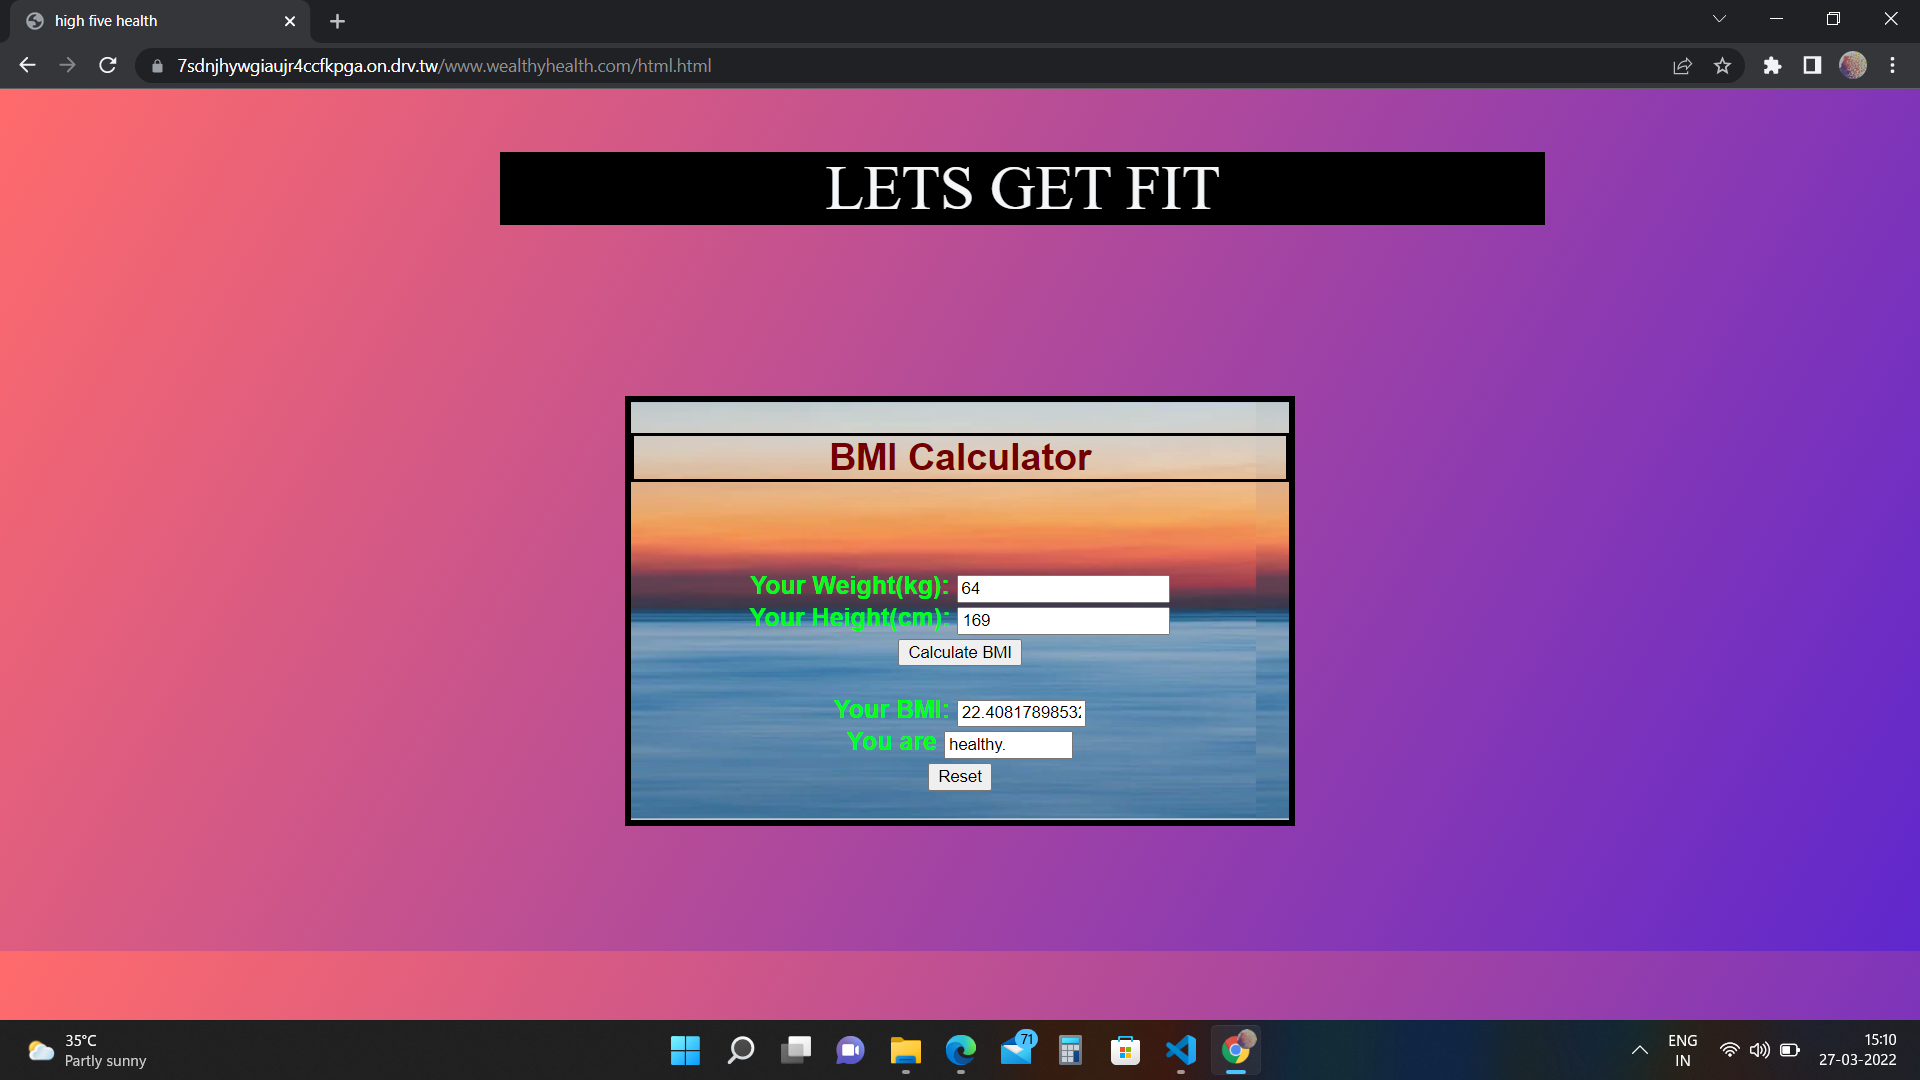 high five health
7sdnjhywgiaujr4ccfkpga.on.drv.tw/www.wealthyhealth.com/html.html
LETS GET FIT
BMI Calculator
Your Weight(kg): 64
Your Height(cm): 169
Calculate BMI
Your BMI: 22.4081789853
You are healthy.
Reset
35°C
Partly sunny
71
ENG
IN
15:10
27-03-2022